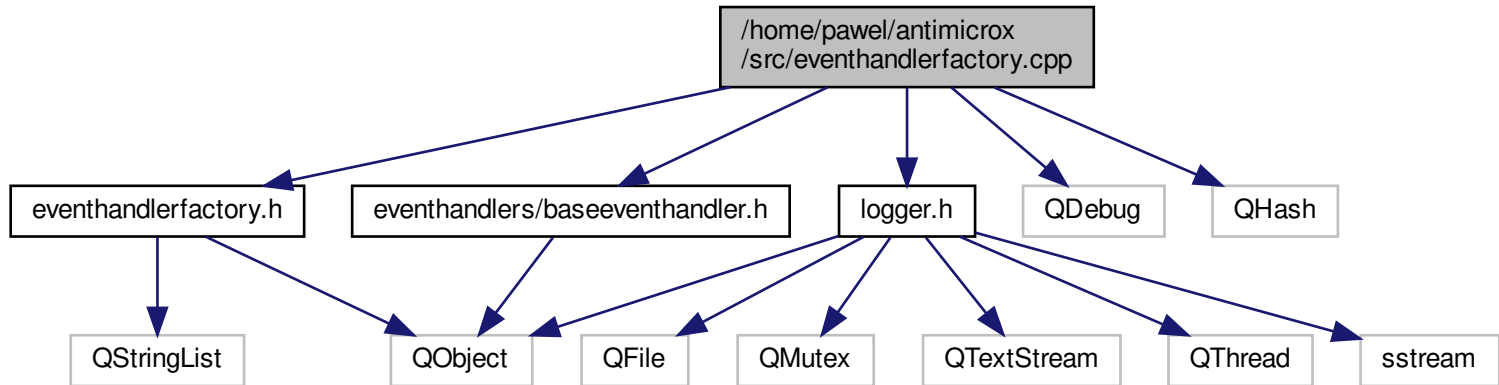 /home/pawel/antimicrox
/src/eventhandlerfactory.cpp
eventhandlerfactory.h
eventhandlers/baseeventhandler.h
logger.h
QDebug
QHash
QStringList
QObject
QFile
QMutex
QTextStream
QThread
sstream